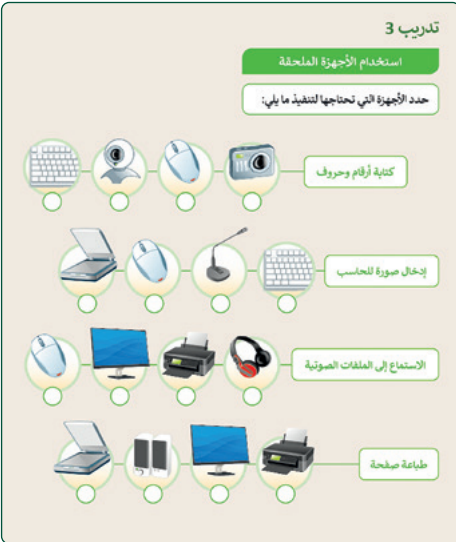 تدريب 3
استخدام الأجهزة الملحقة
حدد الأجهزة التي تحتاجها لتنفيذ ما يلي:
كتابة أرقام وحروف
إدخال صورة للحاسب
الاستماع إلى الملفات الصوتية
طباعة صفحة